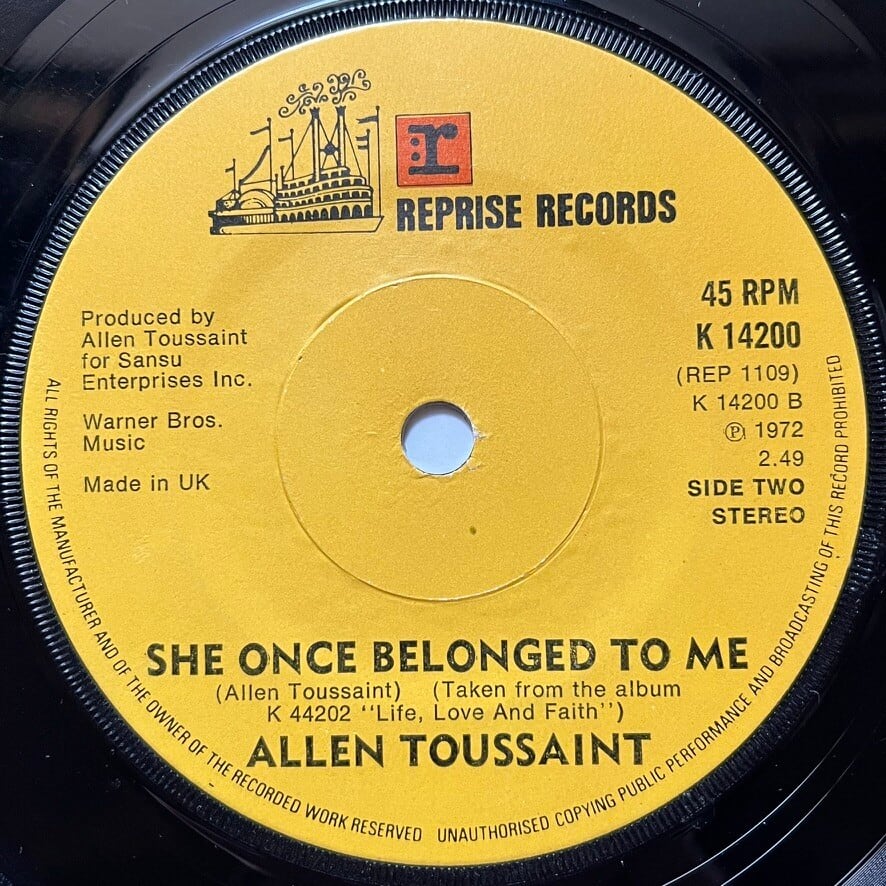 r
REPRISE RECORDS
Produced by
Allen Toussaint
for Sansu
Enterprises Inc.
Warner Bros.
Music
Made in UK
45 RPM
K 14200
(REP 1109)
K 14200 B
℗ 1972
2.49
SIDE TWO
STEREO
SHE ONCE BELONGED TO ME
(Allen Toussaint) (Taken from the album
K 44202 "Life, Love And Faith")
ALLEN TOUSSAINT
ALL RIGHTS OF THE MANUFACTURER AND OF THE OWNER OF THE RECORDED WORK RESERVED UNAUTHORISED COPYING PUBLIC PERFORMANCE AND BROADCASTING OF THIS RECORD PROHIBITED